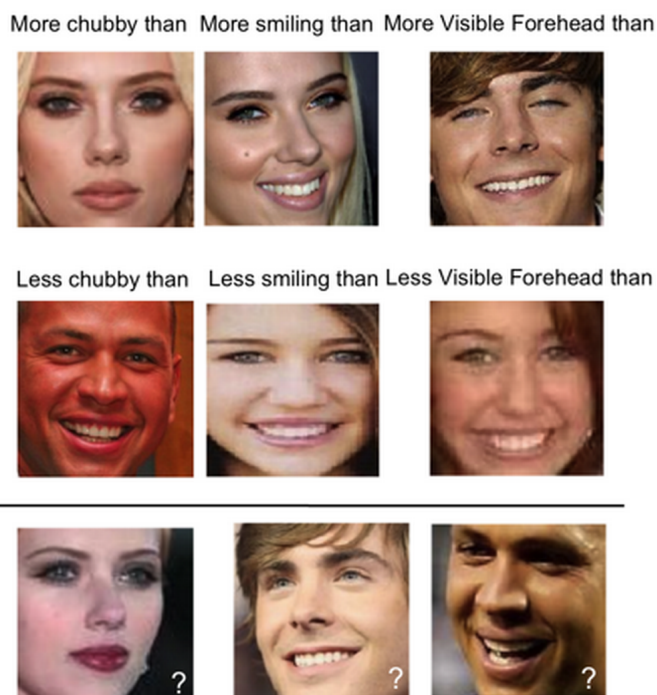 More chubby than More smiling than More Visible Forehead than
Less chubby than Less smiling than Less Visible Forehead than
? ? ?